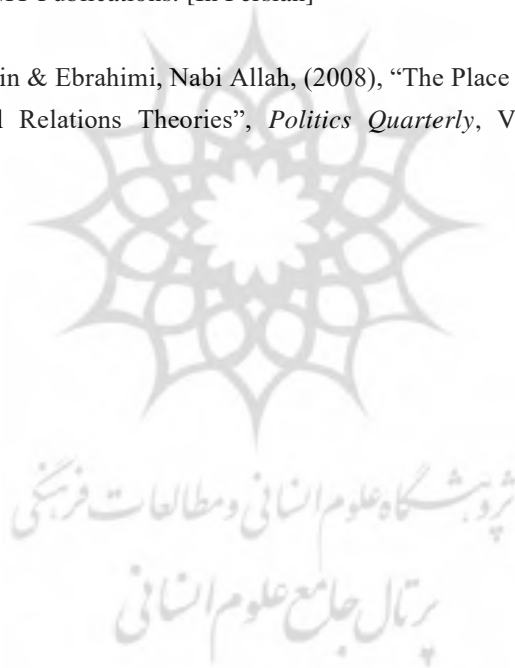 Publications. [In Persian]
in & Ebrahimi, Nabi Allah, (2008), “The Place
l Relations Theories”, Politics Quarterly, V
پژوهشگاه علوم انسانی و مطالعات فرهنگی
پرتال جامع علوم انسانی